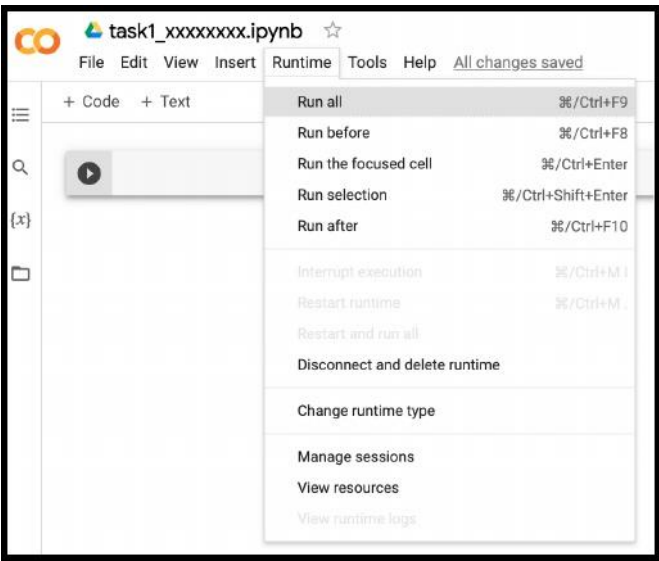 task1_xxxxxxxx.ipynb
File Edit View Insert Runtime Tools Help All changes saved
+ Code + Text
Run all ⌘/Ctrl+F9
Run before ⌘/Ctrl+F8
Run the focused cell ⌘/Ctrl+Enter
Run selection ⌘/Ctrl+Shift+Enter
{x}
Run after ⌘/Ctrl+F10
Interrupt execution ⌘/Ctrl+M I
Restart runtime ⌘/Ctrl+M .
Restart and run all
Disconnect and delete runtime
Change runtime type
Manage sessions
View resources
View runtime logs